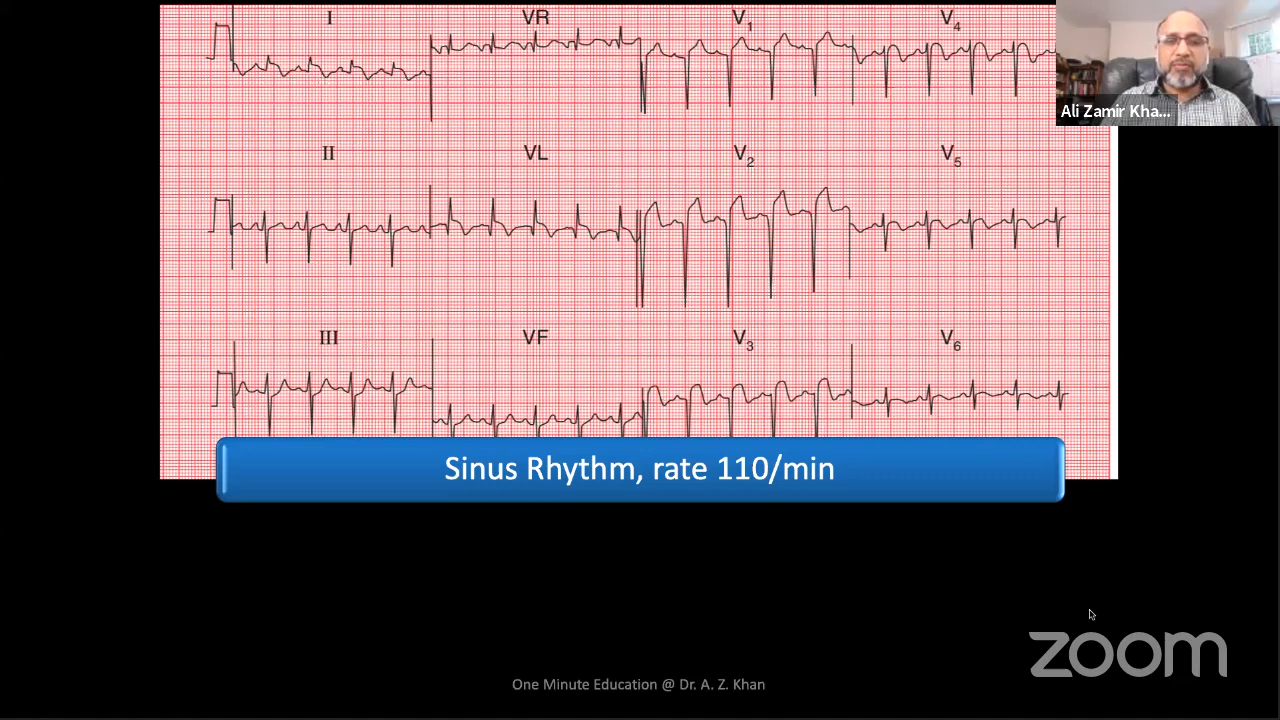 I VR V1 V4
Ali Zamir Kha...
II VL V2 V5
III VF V3 V6
Sinus Rhythm, rate 110/min
zoom
One Minute Education @ Dr. A. Z. Khan